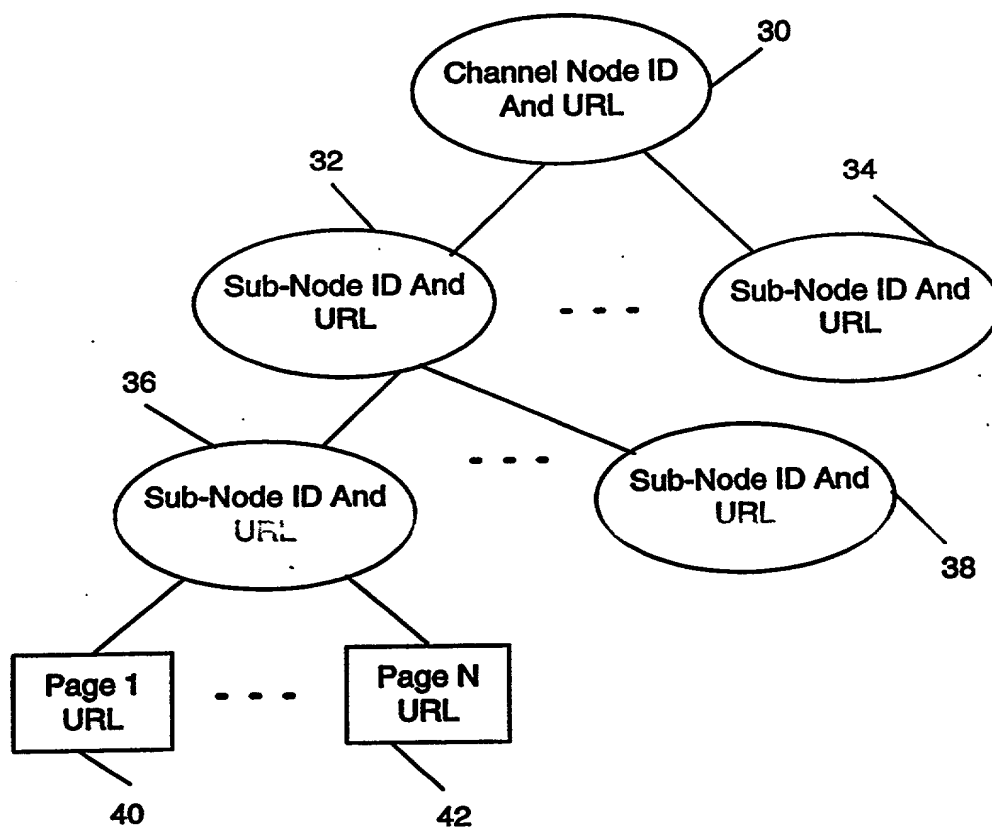 30
Channel Node ID
And URL
32
34
Sub-Node ID And
URL
Sub-Node ID And
URL
36
Sub-Node ID And
URL
Sub-Node ID And
URL
38
Page 1
URL
Page N
URL
40
42